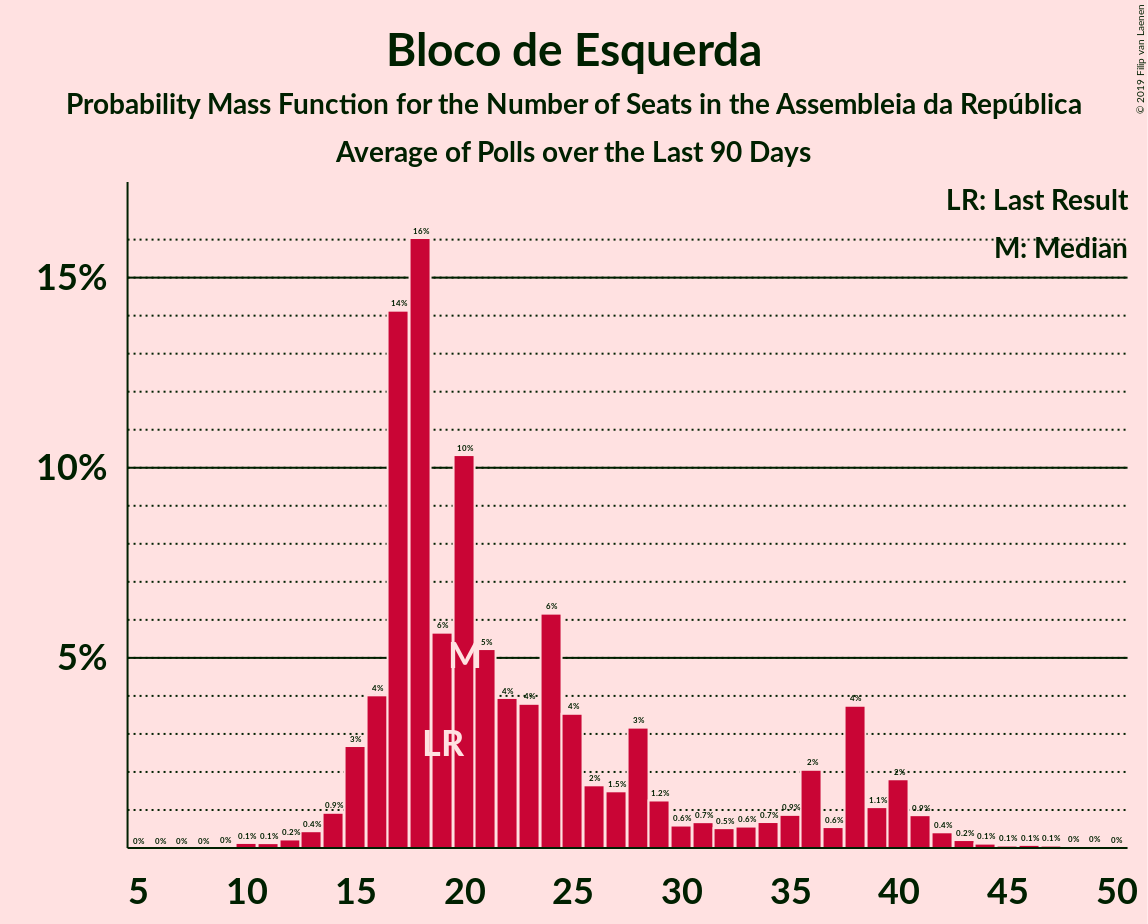 Bloco de Esquerda
Probability Mass Function for the Number of Seats in the Assembleia da República
Average of Polls over the Last 90 Days
© 2019 Filip van Laenen
LR: Last Result
M: Median
15%
10%
5%
0% 0% 0% 0% 0% 0.1% 0.1% 0.2% 0.4% 0.9% 3% 4% 14% 16% 6% 10% 5% 4% 4% 6% 4% 2% 1.5% 3% 1.2% 0.6% 0.7% 0.5% 0.6% 0.7% 0.9% 2% 0.6% 4% 1.1% 2% 0.9% 0.4% 0.2% 0.1% 0.1% 0.1% 0.1% 0% 0% 0%
M
LR
5 10 15 20 25 30 35 40 45 50